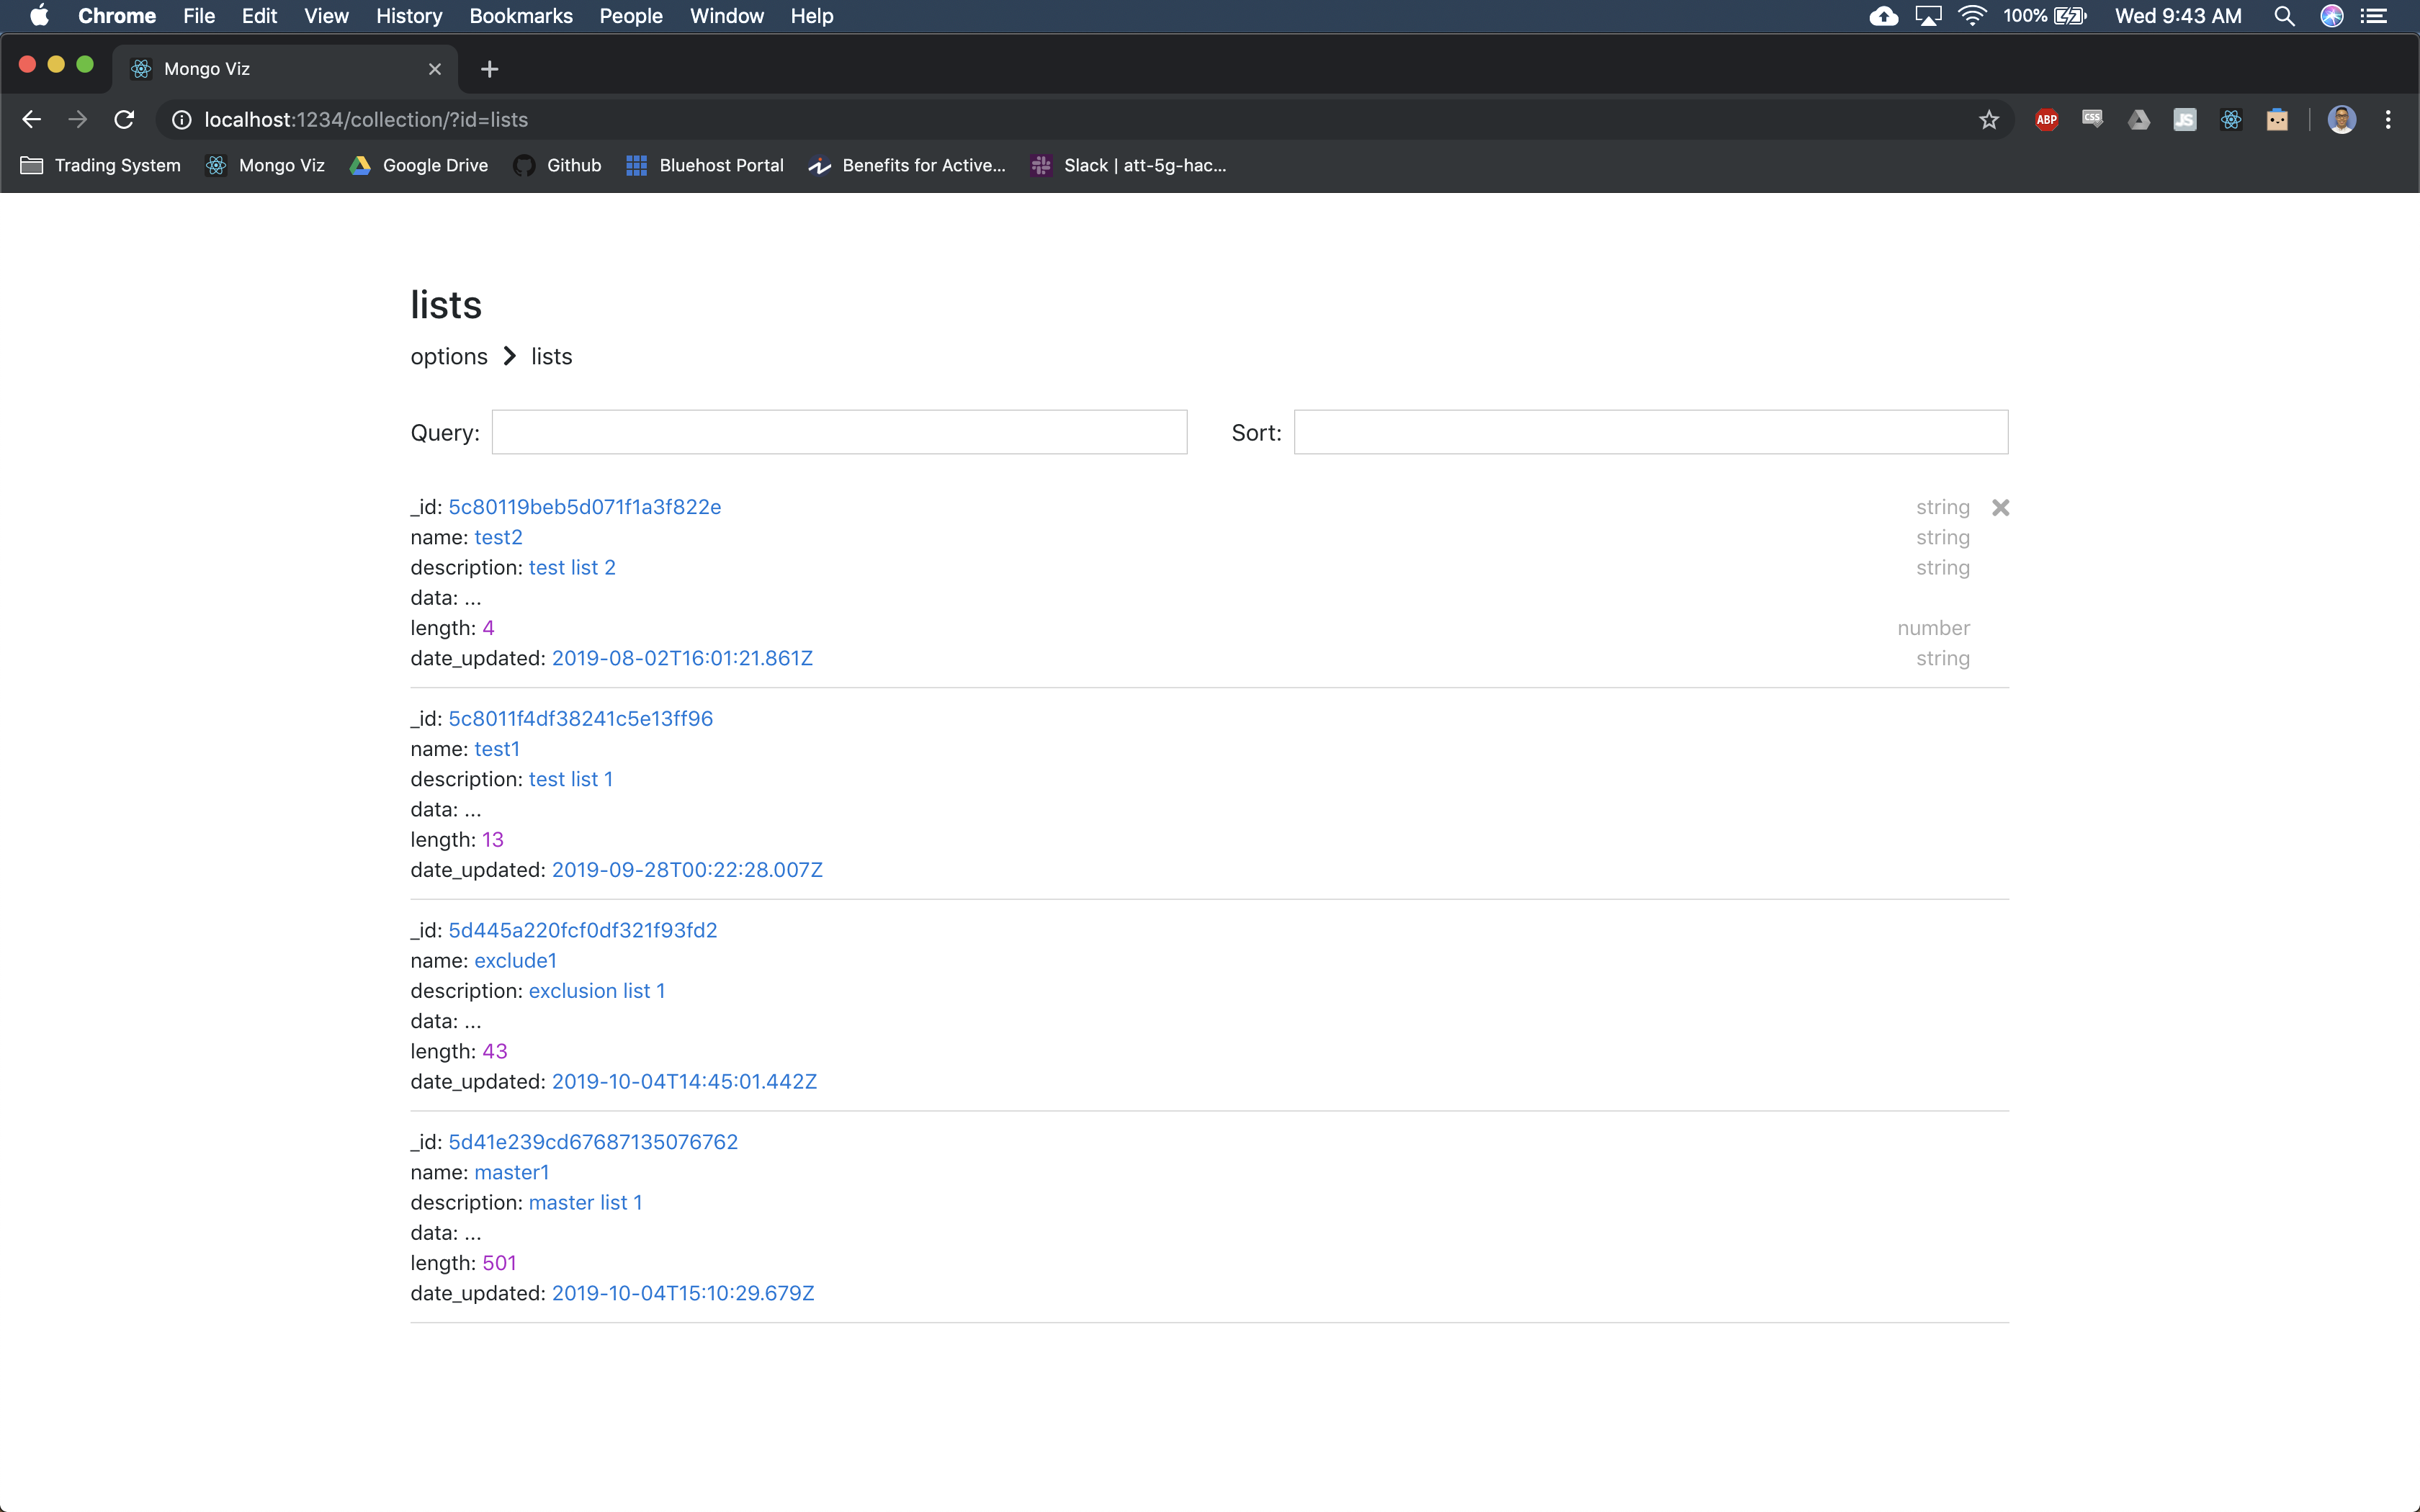 Chrome File Edit View History Bookmarks People Window Help 100% Wed 9:43 AM
Mongo Viz
localhost:1234/collection/?id=lists ABP CSS JS
Trading System Mongo Viz Google Drive Github Bluehost Portal Benefits for Active... Slack | att-5g-hac...
lists
options lists
Query: Sort:
_id: 5c80119beb5d071f1a3f822e string
name: test2 string
description: test list 2 string
data: ...
length: 4 number
date_updated: 2019-08-02T16:01:21.861Z string
_id: 5c8011f4df38241c5e13ff96
name: test1
description: test list 1
data: ...
length: 13
date_updated: 2019-09-28T00:22:28.007Z
_id: 5d445a220fcf0df321f93fd2
name: exclude1
description: exclusion list 1
data: ...
length: 43
date_updated: 2019-10-04T14:45:01.442Z
_id: 5d41e239cd67687135076762
name: master1
description: master list 1
data: ...
length: 501
date_updated: 2019-10-04T15:10:29.679Z